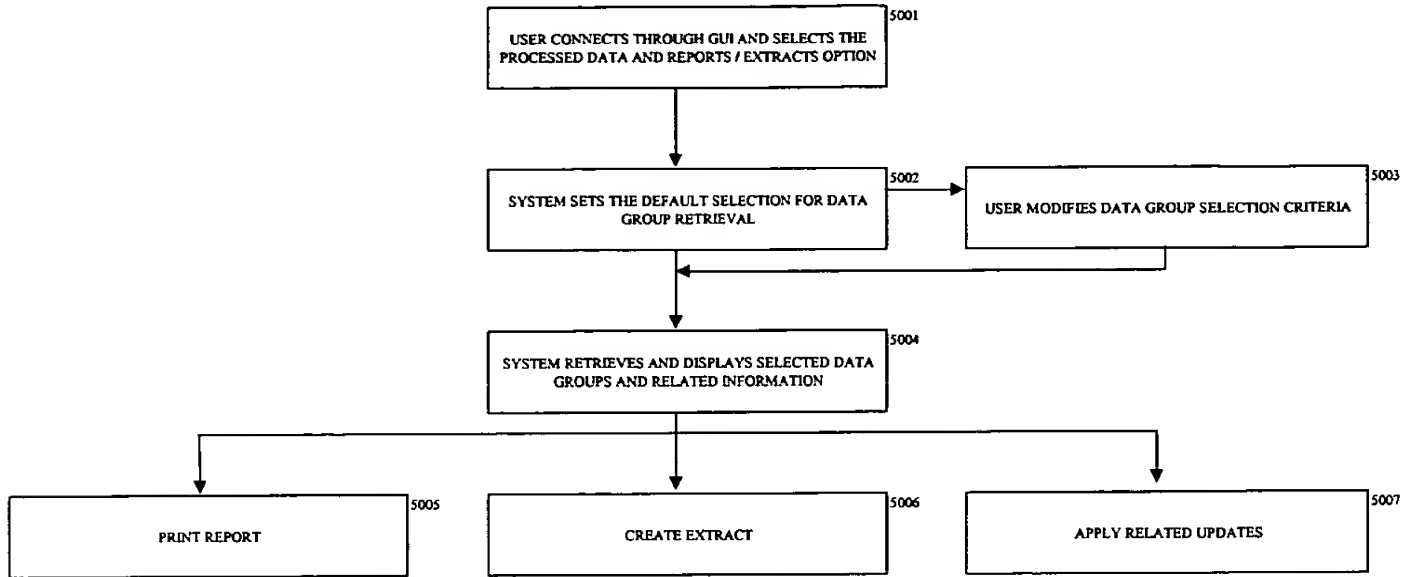 5001
USER CONNECTS THROUGH GUI AND SELECTS THE
PROCESSED DATA AND REPORTS / EXTRACTS OPTION
5002
SYSTEM SETS THE DEFAULT SELECTION FOR DATA
GROUP RETRIEVAL
5003
USER MODIFIES DATA GROUP SELECTION CRITERIA
5004
SYSTEM RETRIEVES AND DISPLAYS SELECTED DATA
GROUPS AND RELATED INFORMATION
5005
PRINT REPORT
5006
CREATE EXTRACT
5007
APPLY RELATED UPDATES